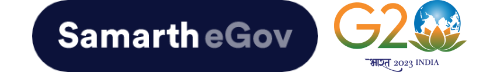 Samarth eGov
G20
भारत 2023 INDIA